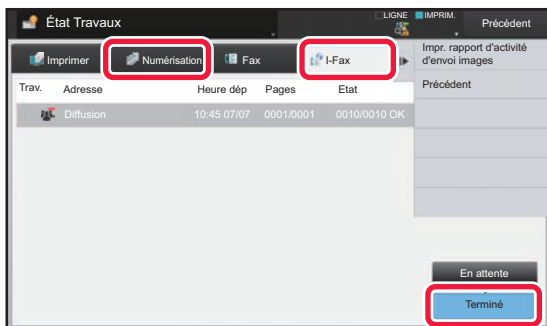 État Travaux
LIGNE IMPRIM.
Précédent
Imprimer Numérisation Fax I-Fax
Impr. rapport d'activité
d'envoi images
Précédent
Trav. Adresse Heure dép Pages Etat
Diffusion 10:45 07/07 0001/0001 0010/0010 OK
En attente
Terminé